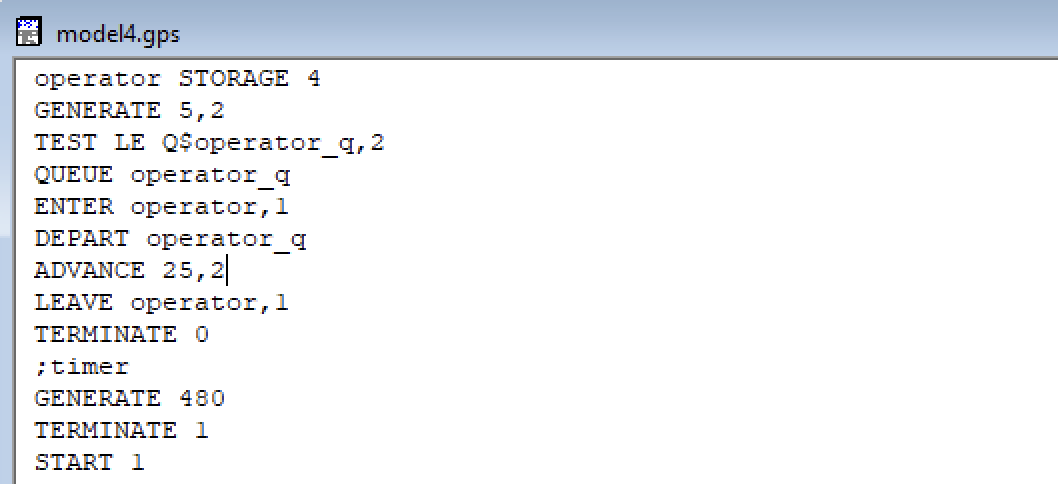 model4.gps
operator STORAGE 4
GENERATE 5,2
TEST LE Q$operator_q,2
QUEUE operator_q
ENTER operator,1
DEPART operator_q
ADVANCE 25,2
LEAVE operator,1
TERMINATE 0
;timer
GENERATE 480
TERMINATE 1
START 1